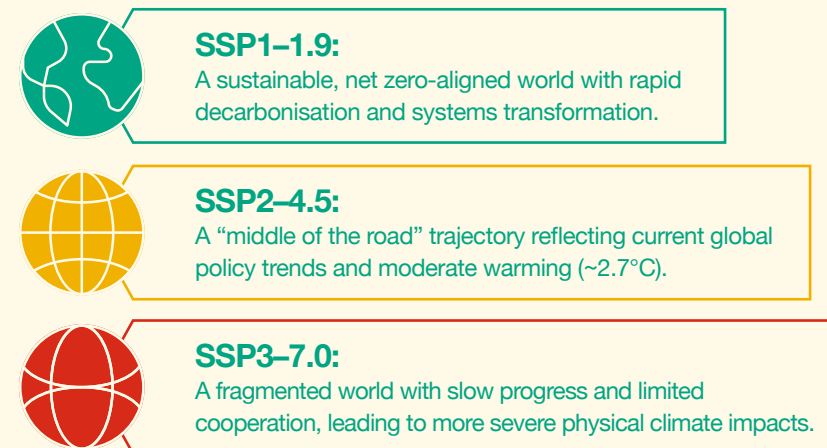 SSP1–1.9:
A sustainable, net zero-aligned world with rapid
decarbonisation and systems transformation.
SSP2–4.5:
A “middle of the road” trajectory reflecting current global
policy trends and moderate warming (~2.7°C).
SSP3–7.0:
A fragmented world with slow progress and limited
cooperation, leading to more severe physical climate impacts.